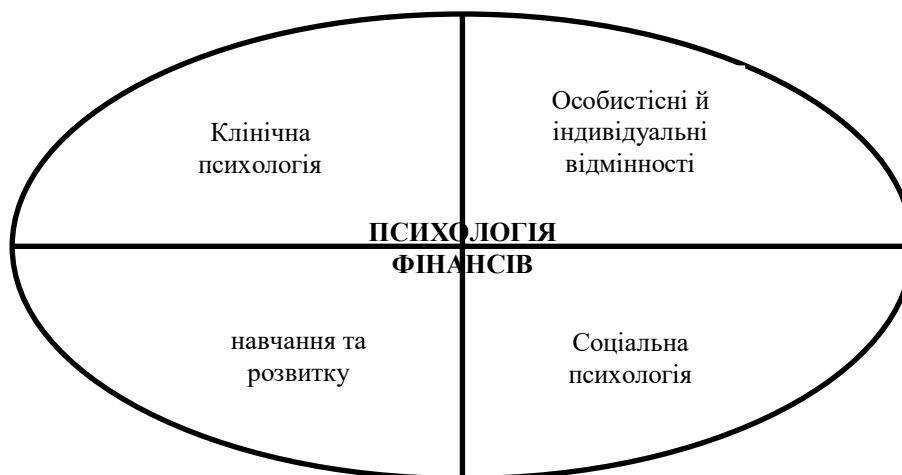 Клінічна
психологія
Особистісні й
індивідуальні
відмінності
ПСИХОЛОГІЯ
ФІНАНСІВ
навчання та
розвитку
Соціальна
психологія